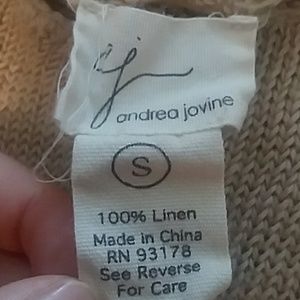 aj
andrea jovine
S
100% Linen
Made in China
RN 93178
See Reverse
For Care